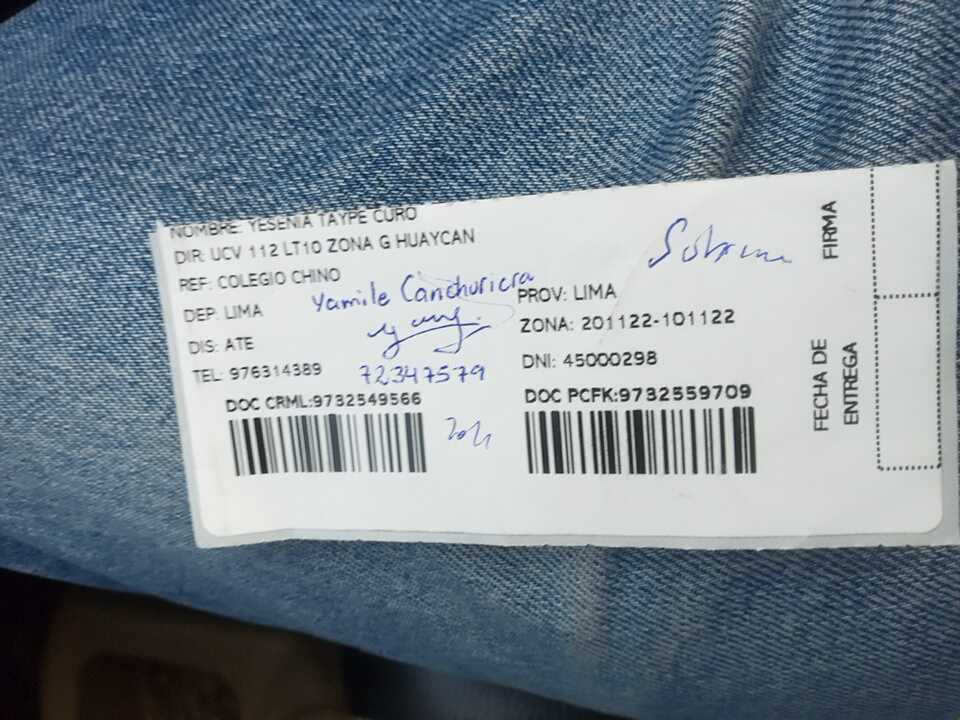 NOMBRE: YESENIA TAYPE CURO
DIR: UCV 112 LT10 ZONA G HUAYCAN
REF: COLEGIO CHINO
DEP: LIMA
PROV: LIMA
Yamile Canchuricra
DIS: ATE
ZONA: 201122-101122
TEL: 976314389
72347579
DNI: 45000298
DOC CRML:9732549566
DOC PCFK:9732559709
FIRMA
FECHA DE
ENTREGA